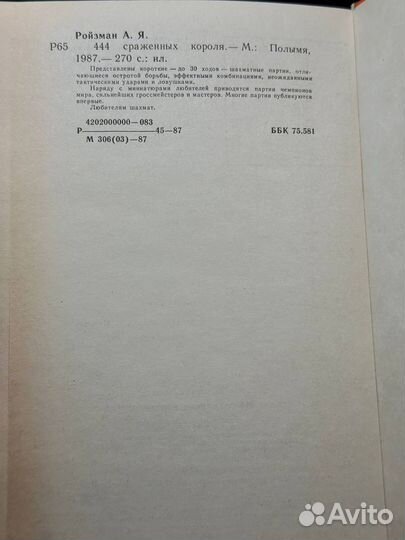 Ройзман А. Я.
Р65 444 сраженных короля.— М.: Полымя,
1987.— 270 с.: ил.
Представлены короткие — до 30 ходов — шахматные партии, отли-
чающиеся остротой борьбы, эффектными комбинациями, неожиданными
тактическими ударами и ловушками.
Наряду с миниатюрами любителей приводятся партии чемпионов
мира, сильнейших гроссмейстеров и мастеров. Многие партии публикуются
впервые.
Любителям шахмат.
4202000000—083
Р 45—87 ББК 75.581
М 306(03)—87
Avito